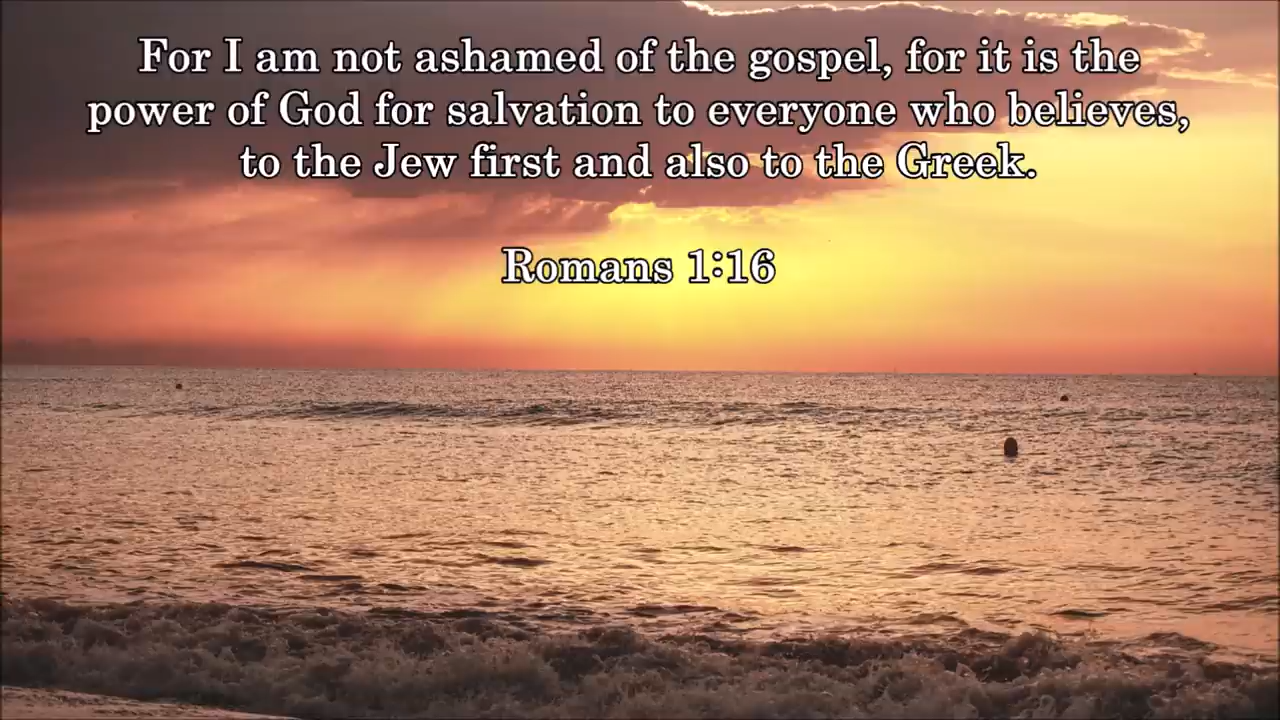 For I am not ashamed of the gospel, for it is the
power of God for salvation to everyone who believes,
to the Jew first and also to the Greek.
Romans 1:16